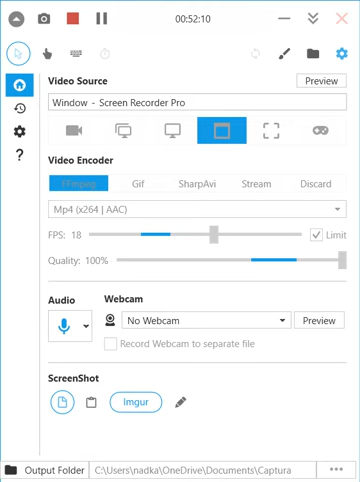 00:52:10
Video Source
Preview
Window - Screen Recorder Pro
Video Encoder
FFmpeg Gif SharpAvi Stream Discard
Mp4 (x264 | AAC)
FPS: 18 Limit
Quality: 100%
Audio Webcam
No Webcam Preview
Record Webcam to separate file
ScreenShot
Imgur
Output Folder C:\Users\nadka\OneDrive\Documents\Captura